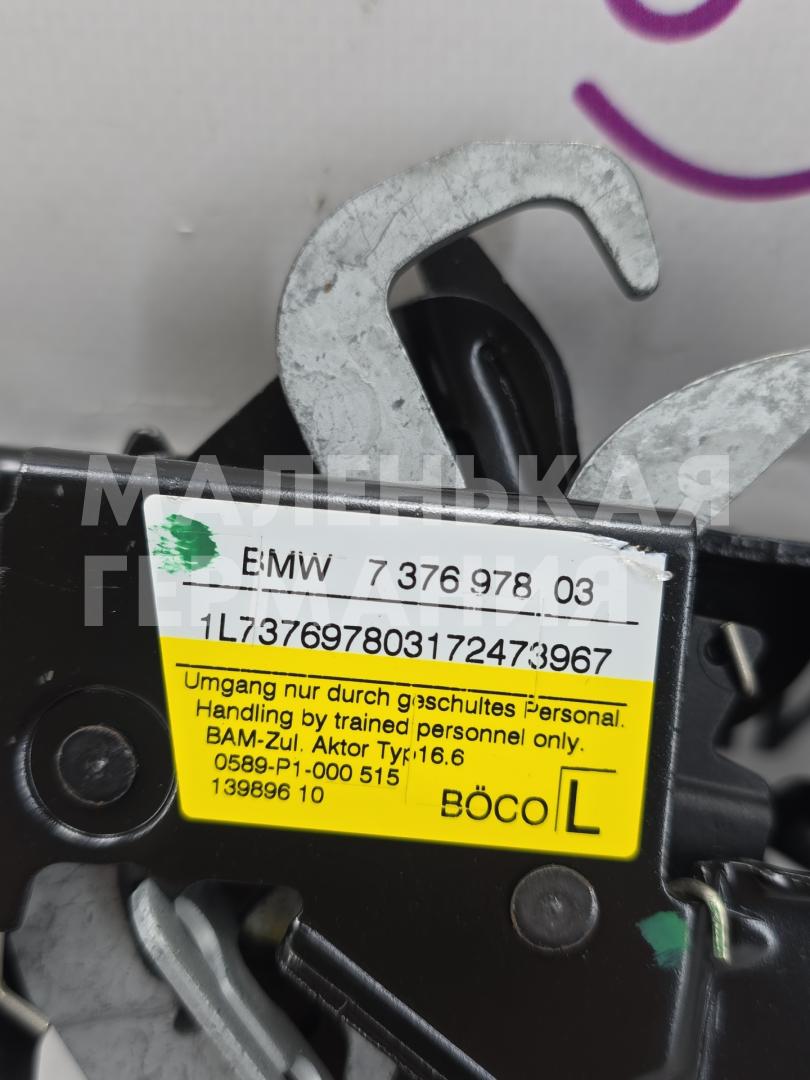 МАЛЕНЬКАЯ
ГЕРМАНИЯ
BMW 7 376 978 03
1L737697803172473967
Umgang nur durch geschultes Personal.
Handling by trained personnel only.
BAM-Zul. Aktor Typ16.6
0589-P1-000 515
139896 10
BÖCO L